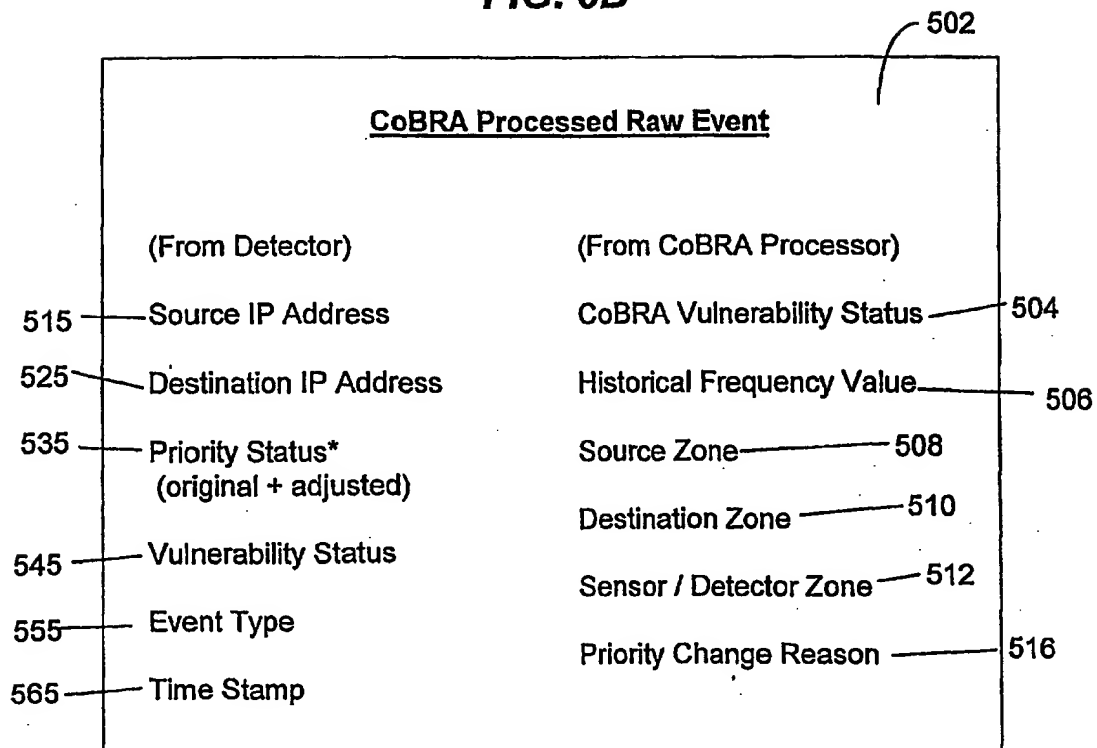 FIG. 5B
502
CoBRA Processed Raw Event
(From Detector)
(From CoBRA Processor)
515 Source IP Address
CoBRA Vulnerability Status 504
525 Destination IP Address
Historical Frequency Value 506
535 Priority Status*
(original + adjusted)
Source Zone 508
Destination Zone 510
545 Vulnerability Status
Sensor / Detector Zone 512
555 Event Type
Priority Change Reason 516
565 Time Stamp